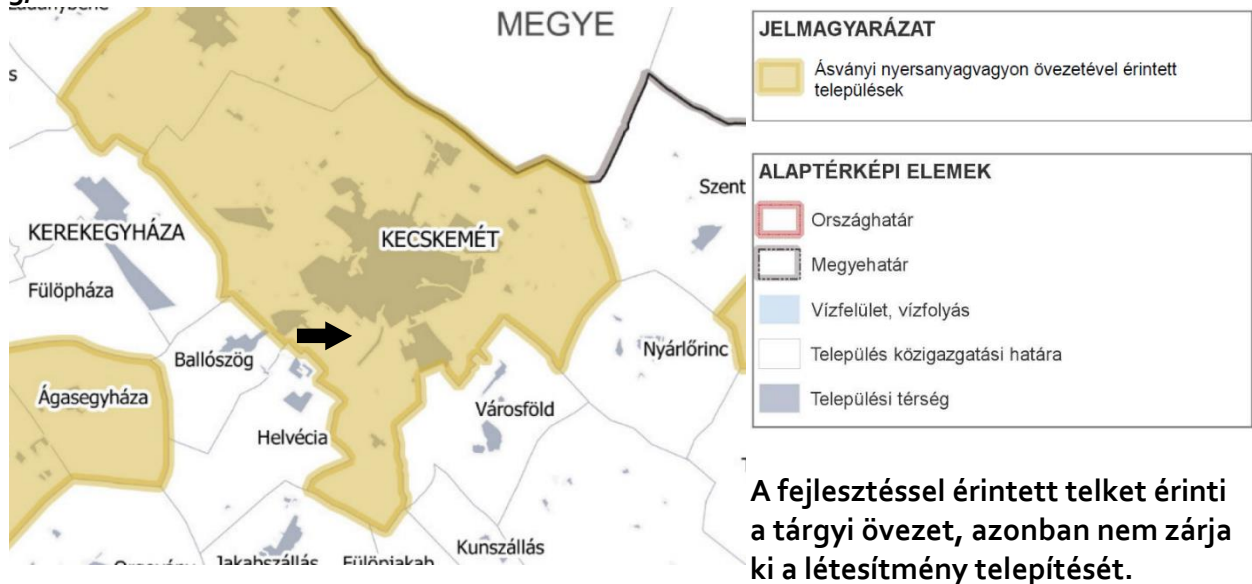 MEGYE
Szent
KEREKEGYHÁZA
KECSKEMÉT
Fülöpháza
Nyárlőrinc
Ballószög
Ágasegyháza
Városföld
Helvécia
Kunszállás
Jakabszállás
Fülöpjakab
JELMAGYARÁZAT
Ásványi nyersanyagvagyon övezetével érintett
települések
ALAPTÉRKÉPI ELEMEK
Országhatár
Megyehatár
Vízfelület, vízfolyás
Település közigazgatási határa
Települési térség
A fejlesztéssel érintett telket érinti
a tárgyi övezet, azonban nem zárja
ki a létesítmény telepítését.